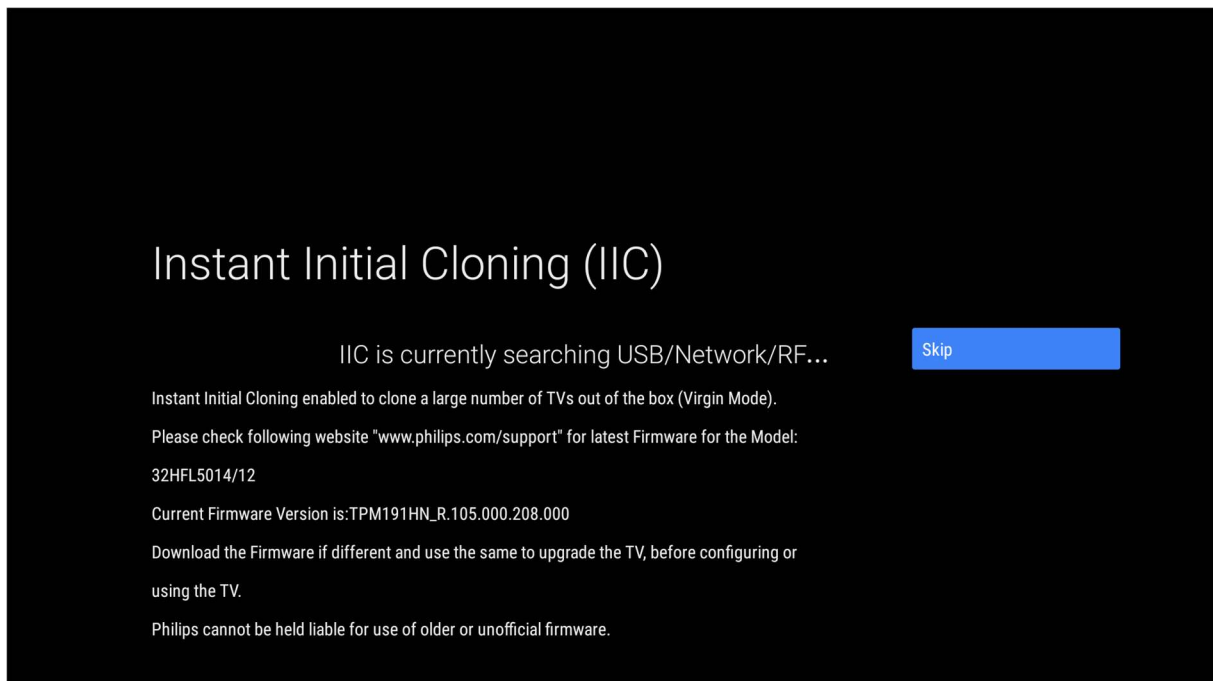 Instant Initial Cloning (IIC)
IIC is currently searching USB/Network/RF...
Skip
Instant Initial Cloning enabled to clone a large number of TVs out of the box (Virgin Mode).
Please check following website "www.philips.com/support" for latest Firmware for the Model:
32HFL5014/12
Current Firmware Version is:TPM191HN_R.105.000.208.000
Download the Firmware if different and use the same to upgrade the TV, before configuring or
using the TV.
Philips cannot be held liable for use of older or unofficial firmware.